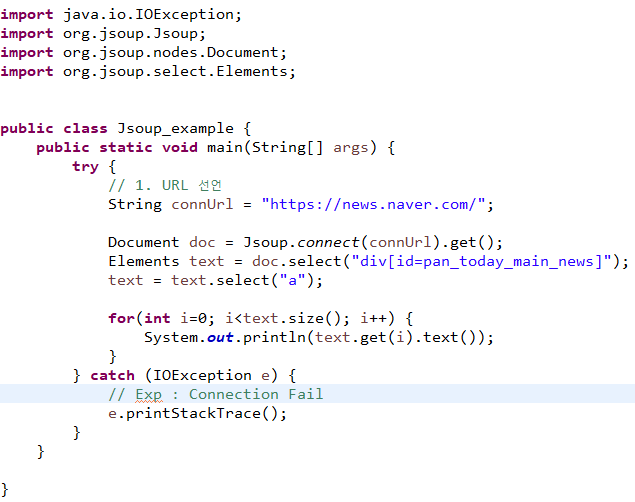 import java.io.IOException;
import org.jsoup.Jsoup;
import org.jsoup.nodes.Document;
import org.jsoup.select.Elements;
public class Jsoup_example {
public static void main(String[] args) {
try {
// 1. URL 선언
String connUrl = "https://news.naver.com/";
Document doc = Jsoup.connect(connUrl).get();
Elements text = doc.select("div[id=pan_today_main_news]");
text = text.select("a");
for(int i=0; i<text.size(); i++) {
System.out.println(text.get(i).text());
}
} catch (IOException e) {
// Exp : Connection Fail
e.printStackTrace();
}
}
}